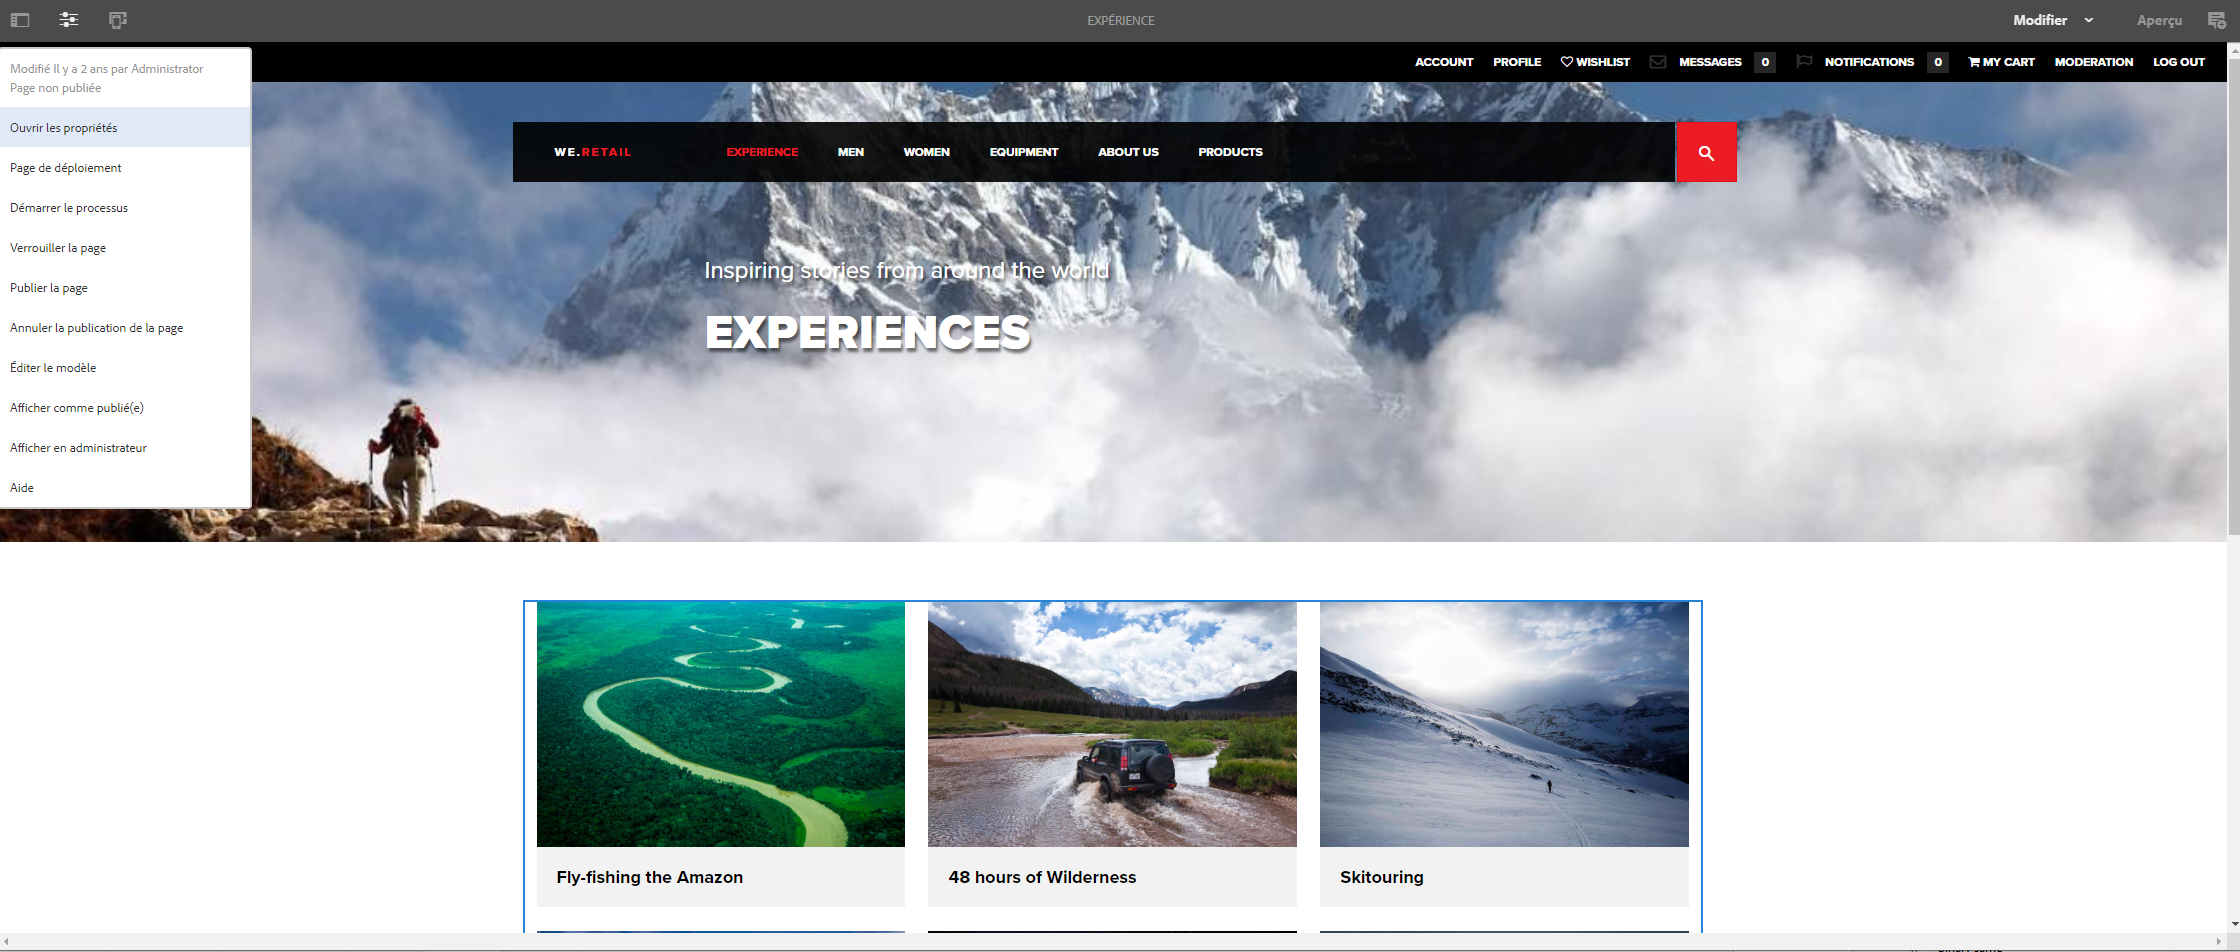 EXPÉRIENCE
Modifier
Aperçu
Modifié Il y a 2 ans par Administrator
Page non publiée
Ouvrir les propriétés
Page de déploiement
Démarrer le processus
Verrouiller la page
Publier la page
Annuler la publication de la page
Éditer le modèle
Afficher comme publié(e)
Afficher en administrateur
Aide
ACCOUNT PROFILE WISHLIST MESSAGES 0 NOTIFICATIONS 0 MY CART MODERATION LOG OUT
WE.RETAIL EXPERIENCE MEN WOMEN EQUIPMENT ABOUT US PRODUCTS
Inspiring stories from around the world
EXPERIENCES
Fly-fishing the Amazon
48 hours of Wilderness
Skitouring